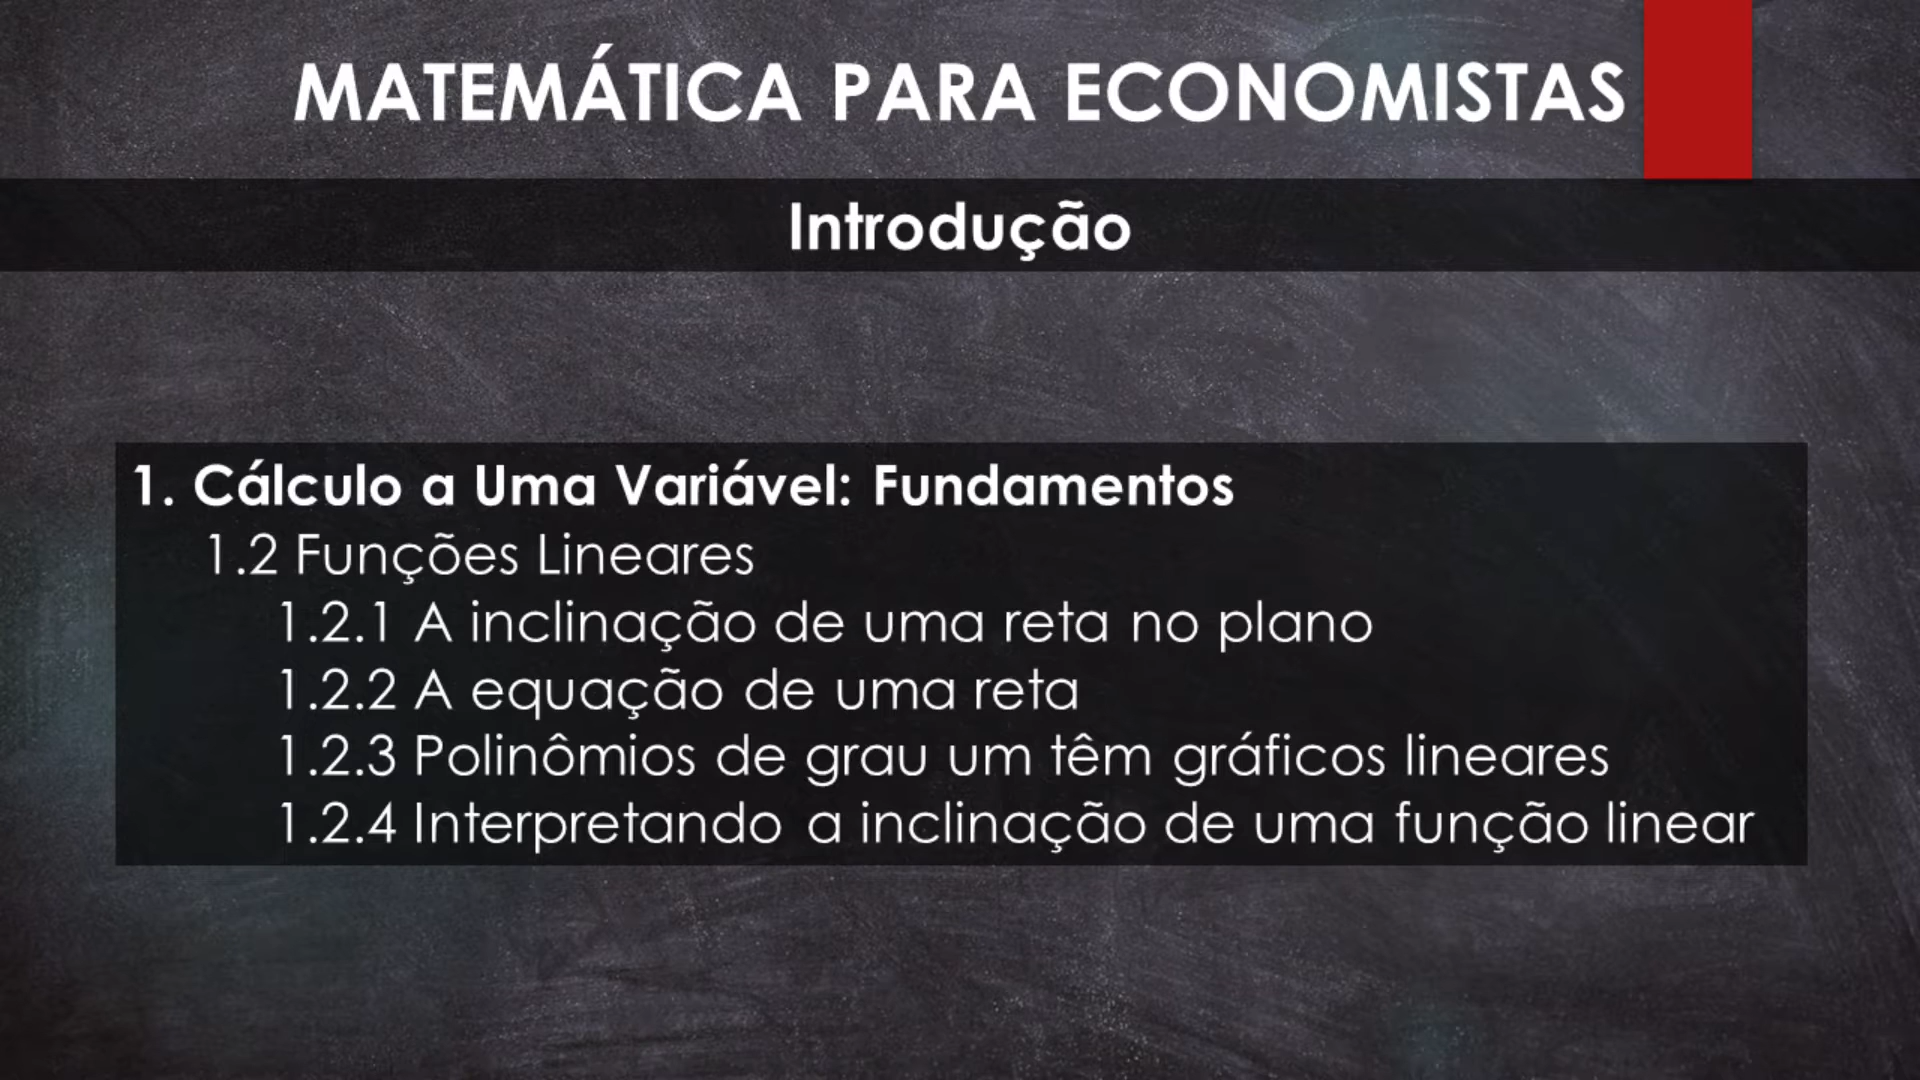 MATEMÁTICA PARA ECONOMISTAS
Introdução
1. Cálculo a Uma Variável: Fundamentos
1.2 Funções Lineares
1.2.1 A inclinação de uma reta no plano
1.2.2 A equação de uma reta
1.2.3 Polinômios de grau um têm gráficos lineares
1.2.4 Interpretando a inclinação de uma função linear